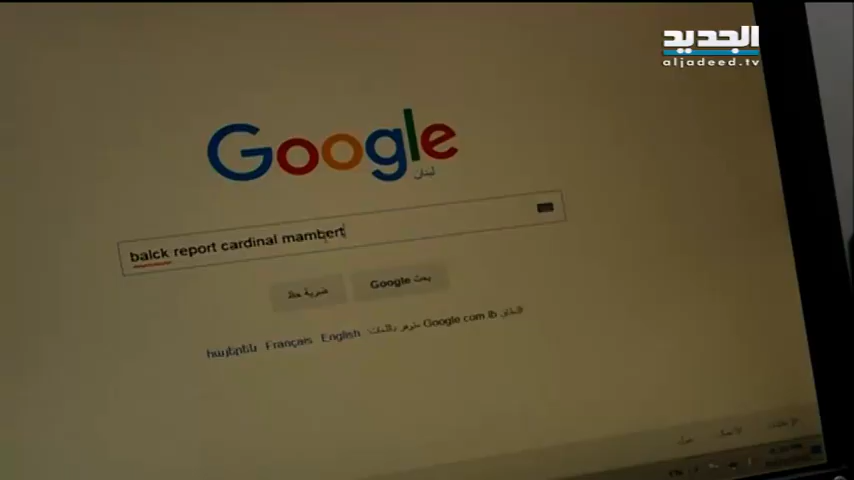 الجديد
aljadeed.tv
Google
لبنان
balck report cardinal mambert
بحث Google ضربة حظ
Google.com.lb متوفر باللغات: English Français հայերեն